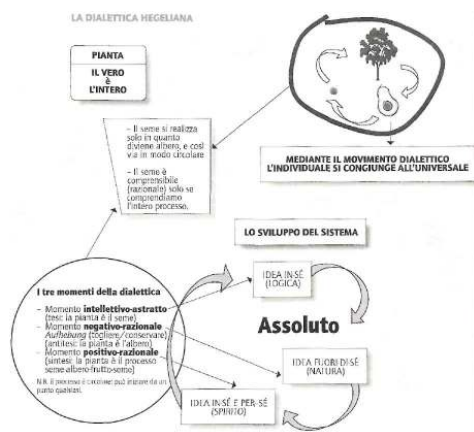 LA DIALETTICA HEGELIANA
PIANTA
IL VERO
È
L'INTERO
– Il seme si realizza
solo in quanto
diviene albero, e così
via in modo circolare
– Il seme è
comprensibile
(razionale) solo se
comprendiamo
l'intero processo.
MEDIANTE IL MOVIMENTO DIALETTICO
L'INDIVIDUALE SI CONGIUNGE ALL'UNIVERSALE
LO SVILUPPO DEL SISTEMA
I tre momenti della dialettica
– Momento intellettivo-astratto
(tesi: la pianta è il seme)
– Momento negativo-razionale
Aufhebung (togliere/conservare)
(antitesi: la pianta è l'albero)
– Momento positivo-razionale
(sintesi: la pianta è il processo
seme-albero-frutto-seme)
N.B. il processo è circolare: può iniziare da un
punto qualsiasi.
IDEA IN-SÉ
(LOGICA)
Assoluto
IDEA FUORI DI SÉ
(NATURA)
IDEA IN-SÉ E PER-SÉ
(SPIRITO)